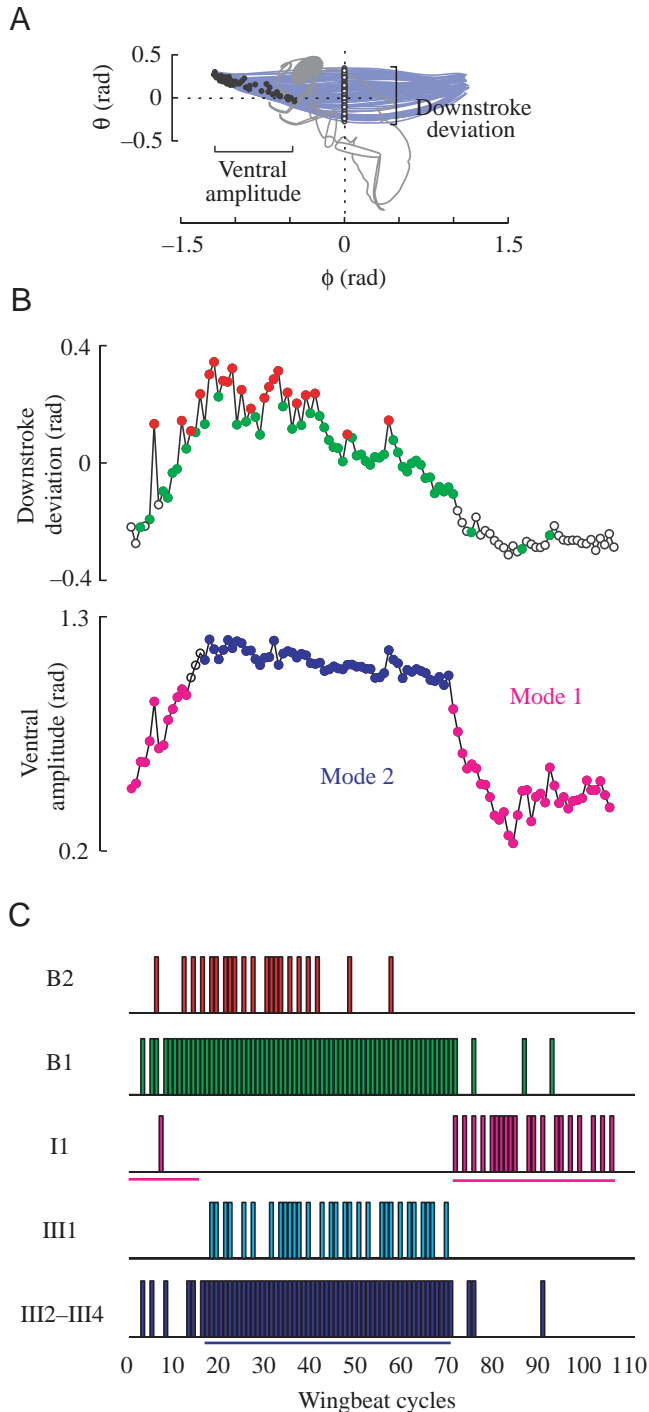 A
0.5
0
−0.5
θ (rad)
Downstroke
deviation
Ventral
amplitude
−1.5
0
1.5
ϕ (rad)
B
0.4
0
−0.4
Downstroke
deviation (rad)
1.3
0.2
Ventral
amplitude (rad)
Mode 1
Mode 2
C
B2
B1
I1
III1
III2–III4
0 10 20 30 40 50 60 70 80 90 100 110
Wingbeat cycles